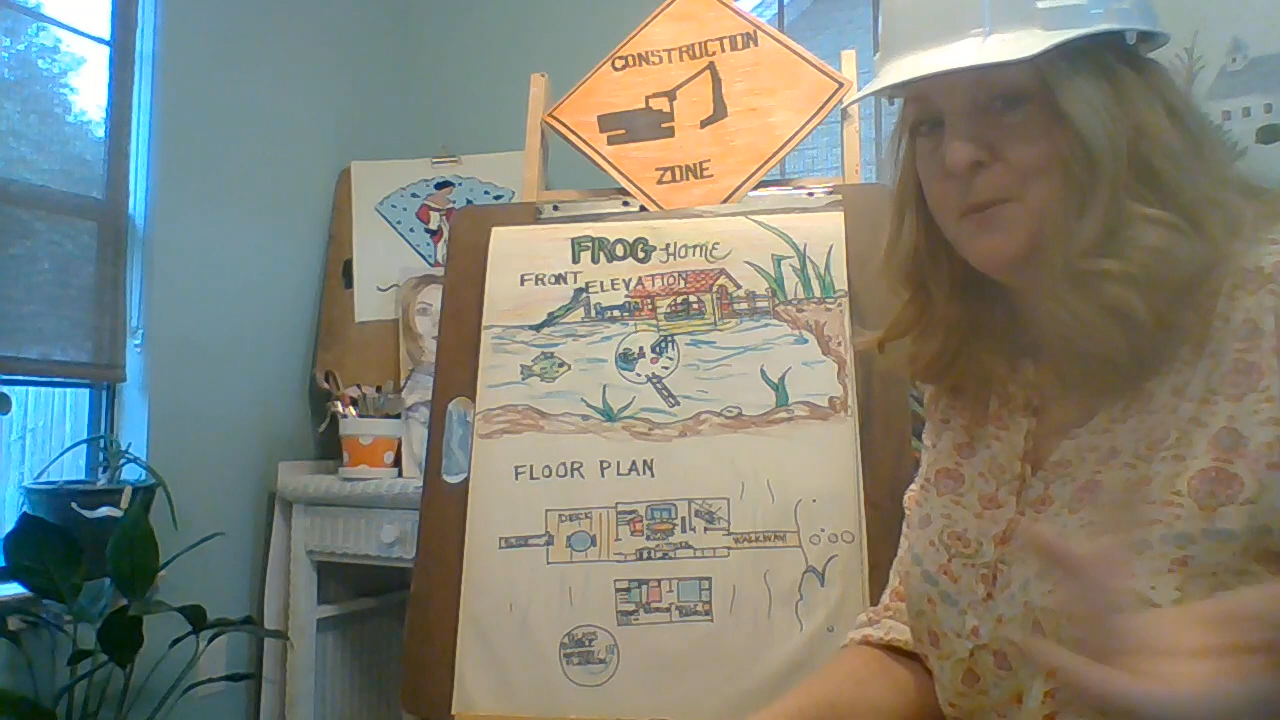 CONSTRUCTION
ZONE
FROG HOME
FRONT ELEVATION
FLOOR PLAN
DECK
WALKWAY